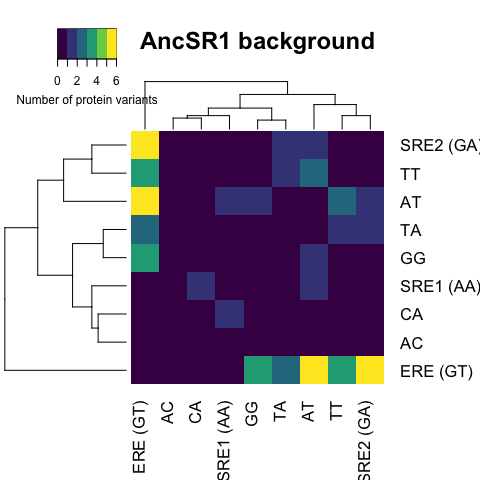 AncSR1 background
0 2 4 6
Number of protein variants
SRE2 (GA)
TT
AT
TA
GG
SRE1 (AA)
CA
AC
ERE (GT)
ERE (GT)
AC
CA
SRE1 (AA)
GG
TA
AT
TT
SRE2 (GA)